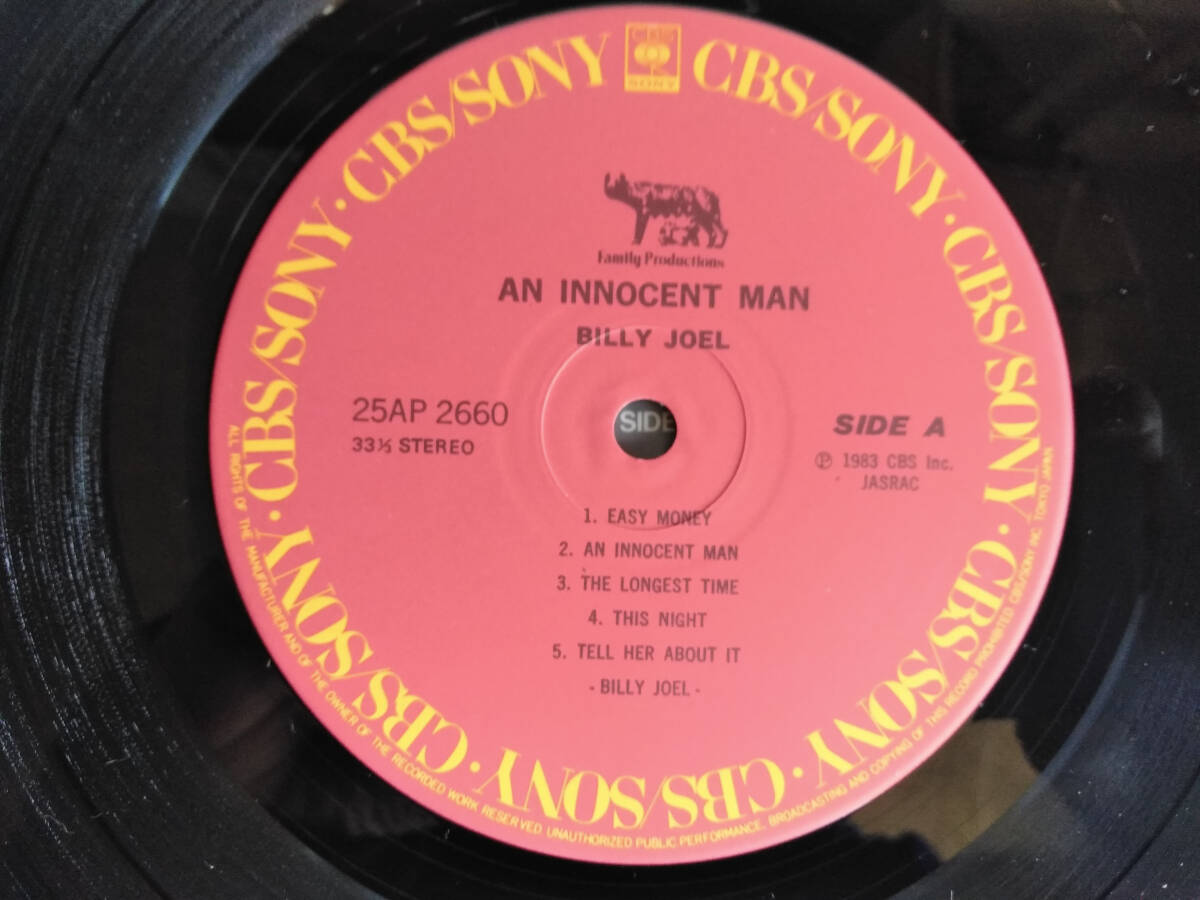 CBS/SONY · CBS/SONY · CBS/SONY · CBS/SONY · CBS/SONY · CBS/SONY · CBS/SONY · CBS/SONY
CBS
SONY
Family Productions
AN INNOCENT MAN
BILLY JOEL
25AP 2660
33⅓ STEREO
SIDE
SIDE A
Ⓟ 1983 CBS Inc.
JASRAC
1. EASY MONEY
2. AN INNOCENT MAN
3. THE LONGEST TIME
4. THIS NIGHT
5. TELL HER ABOUT IT
- BILLY JOEL -
ALL RIGHTS OF THE MANUFACTURER AND OF THE OWNER OF THE RECORDED WORK RESERVED. UNAUTHORIZED PUBLIC PERFORMANCE, BROADCASTING AND COPYING OF THIS RECORD PROHIBITED CBS/SONY INC. TOKYO JAPAN